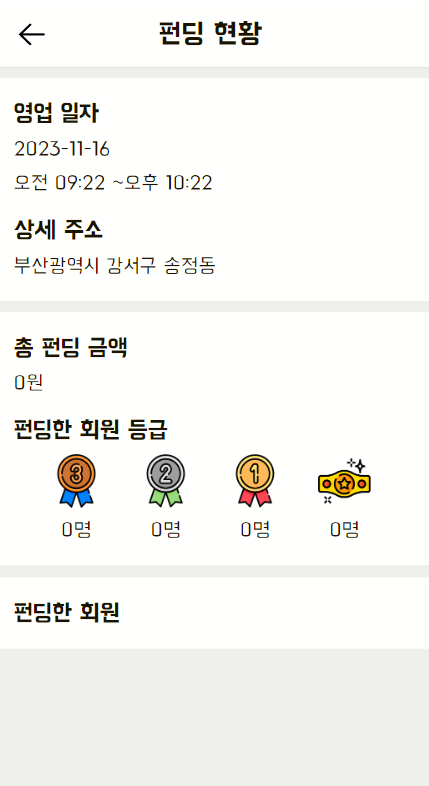 펀딩 현황
영업 일자
2023-11-16
오전 09:22 ~오후 10:22
상세 주소
부산광역시 강서구 송정동
총 펀딩 금액
0원
펀딩한 회원 등급
3 2 1
0명 0명 0명 0명
펀딩한 회원